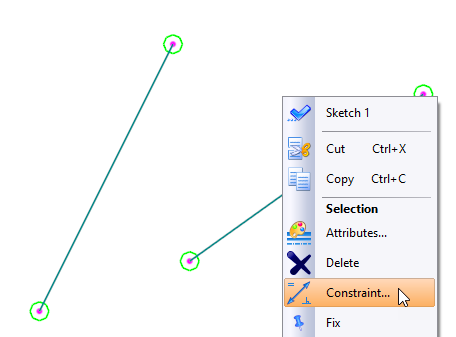 Sketch 1
Cut Ctrl+X
Copy Ctrl+C
Selection
Attributes...
Delete
Constraint...
Fix